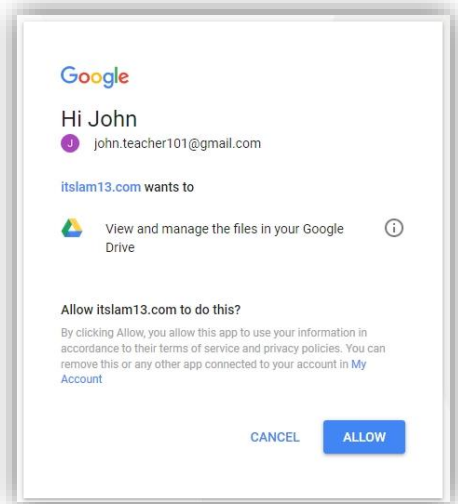 Google
Hi John
J john.teacher101@gmail.com
itslam13.com wants to
View and manage the files in your Google
Drive
Allow itslam13.com to do this?
By clicking Allow, you allow this app to use your information in
accordance to their terms of service and privacy policies. You can
remove this or any other app connected to your account in My
Account
CANCEL ALLOW